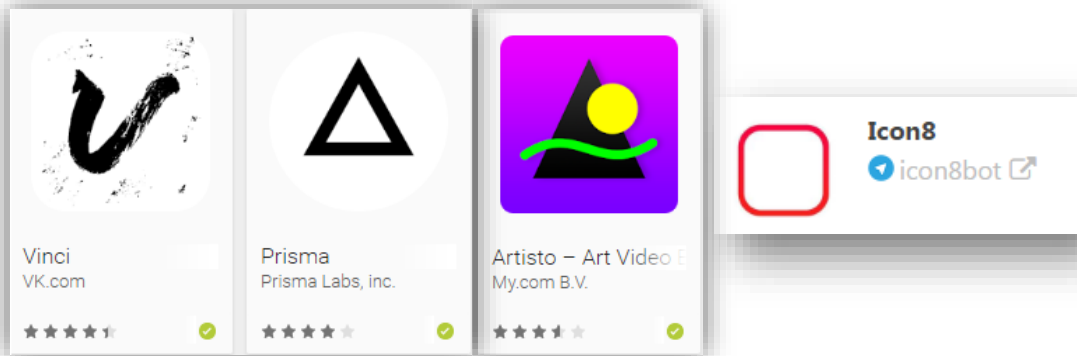 Vinci
VK.com
Prisma
Prisma Labs, inc.
Artisto – Art Video E
My.com B.V.
Icon8
icon8bot